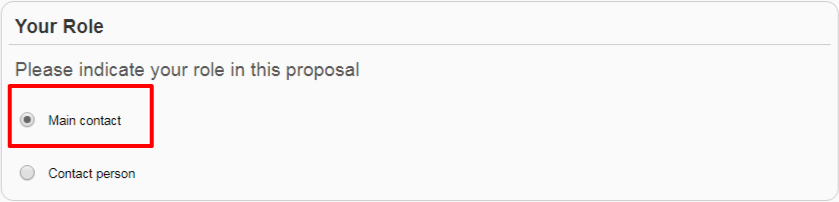 Your Role
Please indicate your role in this proposal
Main contact
Contact person